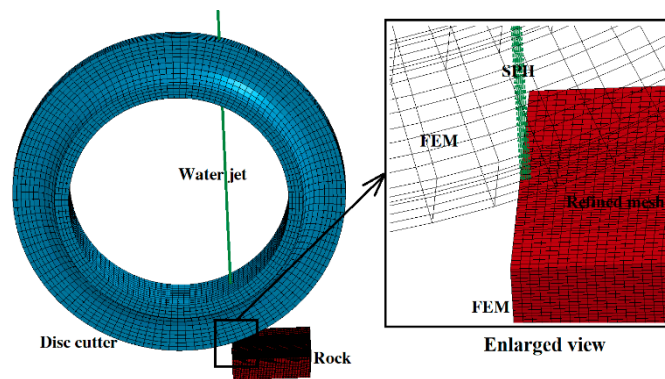 Water jet
Disc cutter
Rock
SPH
FEM
Refined mesh
FEM
Enlarged view